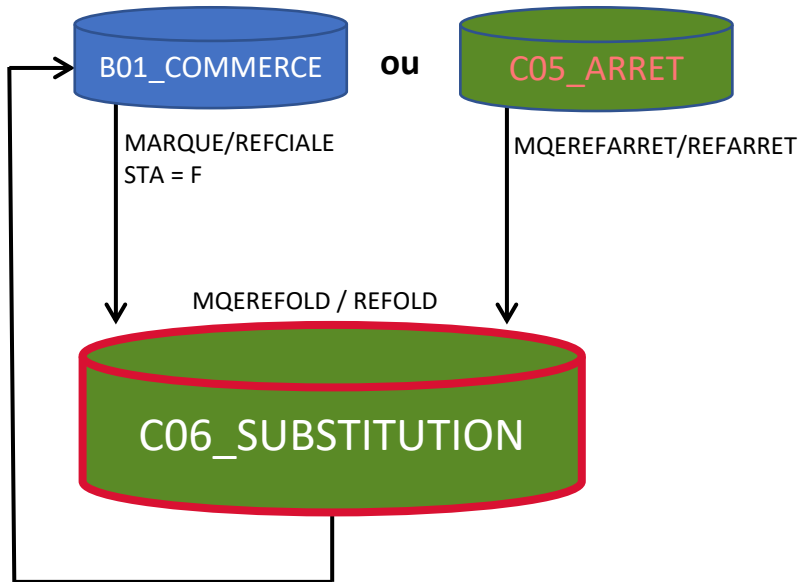 B01_COMMERCE
ou
C05_ARRET
MARQUE/REFCIALE
STA = F
MQEREFARRET/REFARRET
MQEREFOLD / REFOLD
C06_SUBSTITUTION